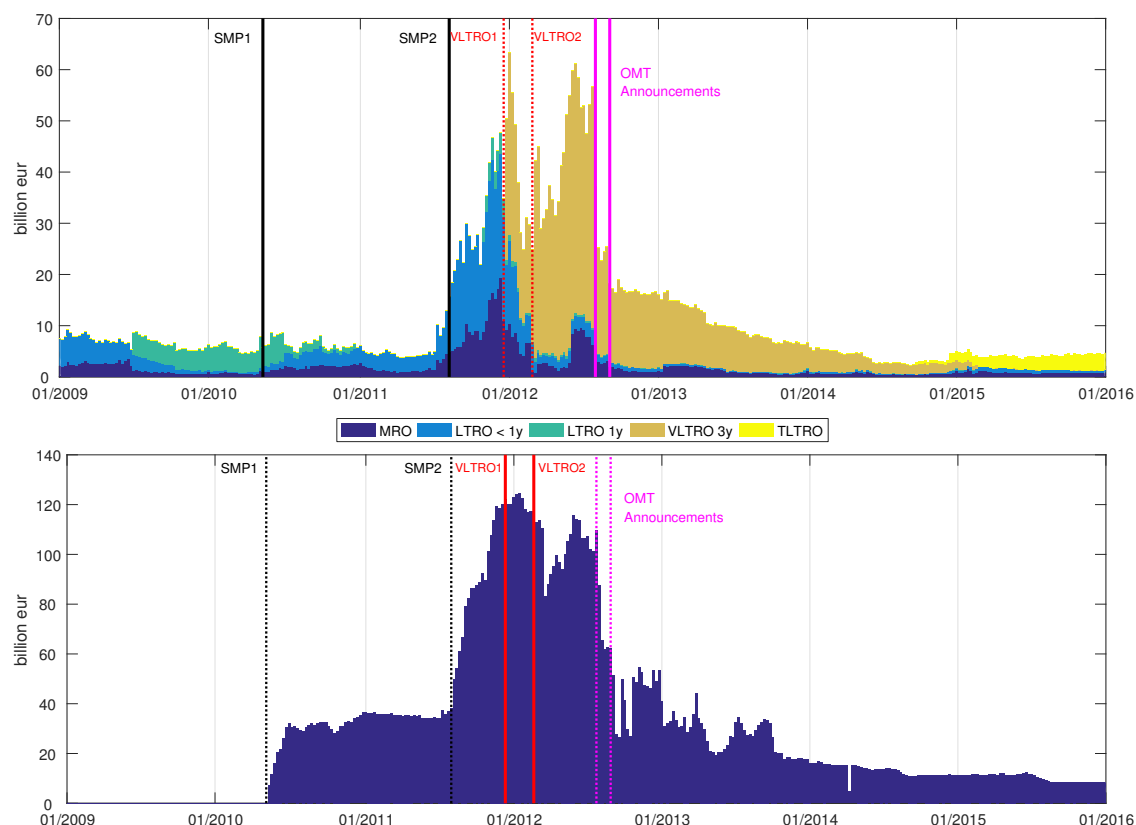 70
60
50
40
30
20
10
0
billion eur
SMP1
SMP2
VLTRO1
VLTRO2
OMT
Announcements
01/2009 01/2010 01/2011 01/2012 01/2013 01/2014 01/2015 01/2016
MRO LTRO < 1y LTRO 1y VLTRO 3y TLTRO
140
120
100
80
60
40
20
0
billion eur
SMP1
SMP2
VLTRO1
VLTRO2
OMT
Announcements
01/2009 01/2010 01/2011 01/2012 01/2013 01/2014 01/2015 01/2016